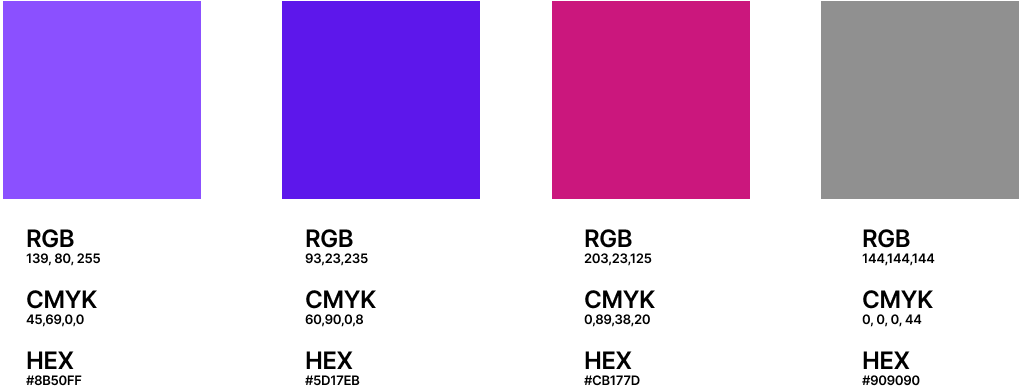 RGB
139, 80, 255
CMYK
45,69,0,0
HEX
#8B50FF
RGB
93,23,235
CMYK
60,90,0,8
HEX
#5D17EB
RGB
203,23,125
CMYK
0,89,38,20
HEX
#CB177D
RGB
144,144,144
CMYK
0, 0, 0, 44
HEX
#909090